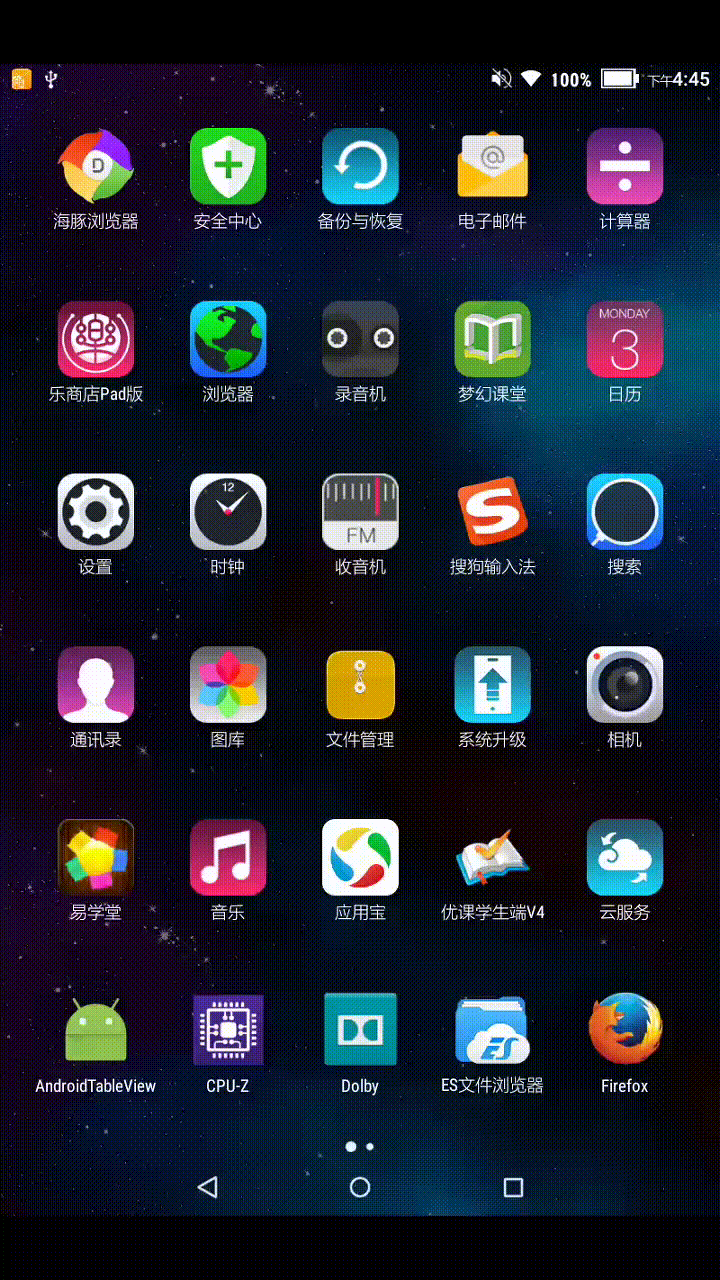 100% 下午4:45
D @
海豚浏览器 安全中心 备份与恢复 电子邮件 计算器
MONDAY
3
乐商店Pad版 浏览器 录音机 梦幻课堂 日历
12
FM
S
设置 时钟 收音机 搜狗输入法 搜索
通讯录 图库 文件管理 系统升级 相机
易学堂 音乐 应用宝 优课学生端V4 云服务
ES
AndroidTableView CPU-Z Dolby ES文件浏览器 Firefox